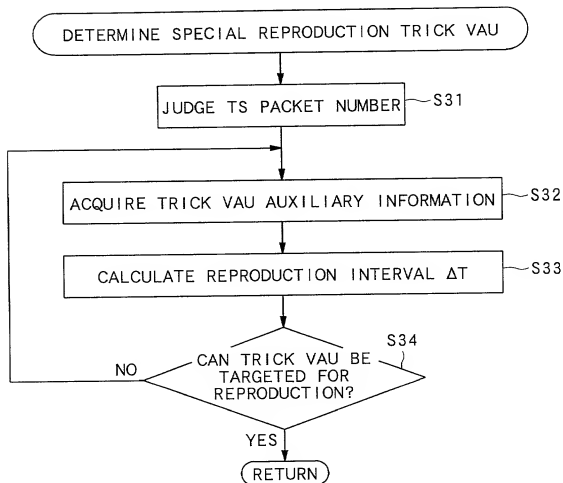 DETERMINE SPECIAL REPRODUCTION TRICK VAU
JUDGE TS PACKET NUMBER
S31
ACQUIRE TRICK VAU AUXILIARY INFORMATION
S32
CALCULATE REPRODUCTION INTERVAL ΔT
S33
S34
CAN TRICK VAU BE
TARGETED FOR
REPRODUCTION?
NO
YES
RETURN